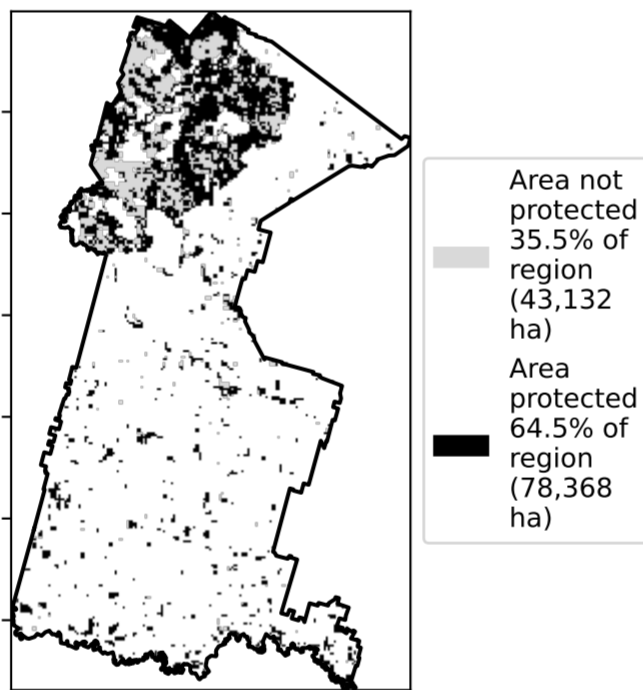 Area not
protected
35.5% of
region
(43,132
ha)
Area
protected
64.5% of
region
(78,368
ha)